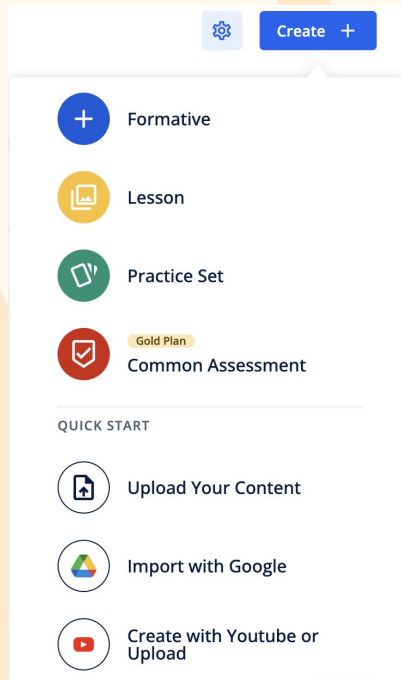 Create +
Formative
Lesson
Practice Set
Gold Plan
Common Assessment
QUICK START
Upload Your Content
Import with Google
Create with Youtube or
Upload